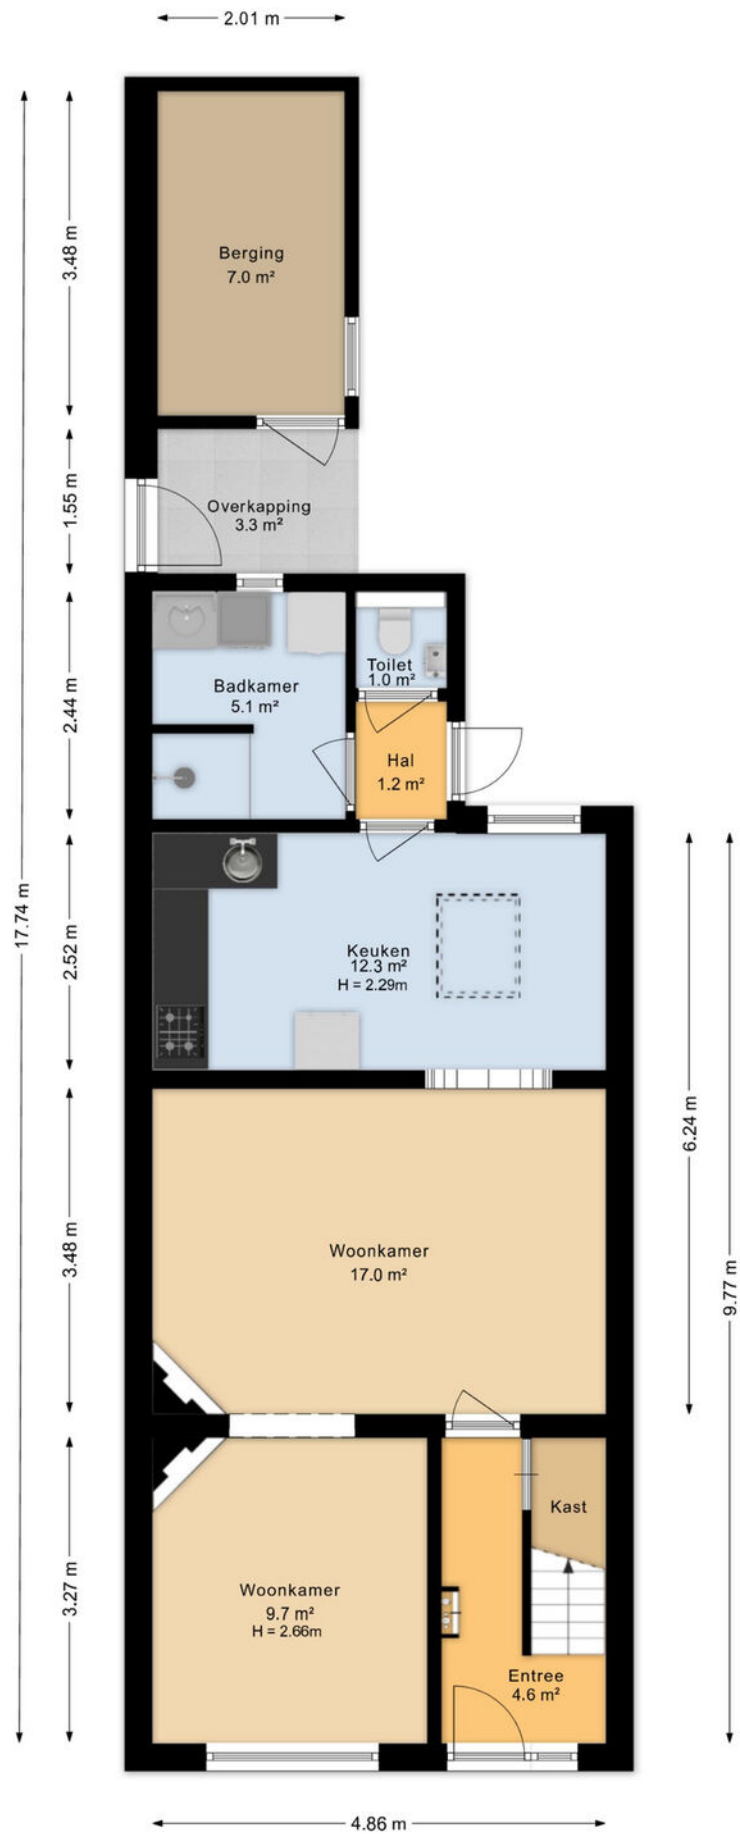 2.01 m
17.74 m
3.48 m
1.55 m
2.44 m
2.52 m
3.48 m
3.27 m
Berging
7.0 m²
Overkapping
3.3 m²
Badkamer
5.1 m²
Toilet
1.0 m²
Hal
1.2 m²
Keuken
12.3 m²
H = 2.29m
Woonkamer
17.0 m²
Woonkamer
9.7 m²
H = 2.66m
Kast
Entree
4.6 m²
6.24 m
9.77 m
4.86 m